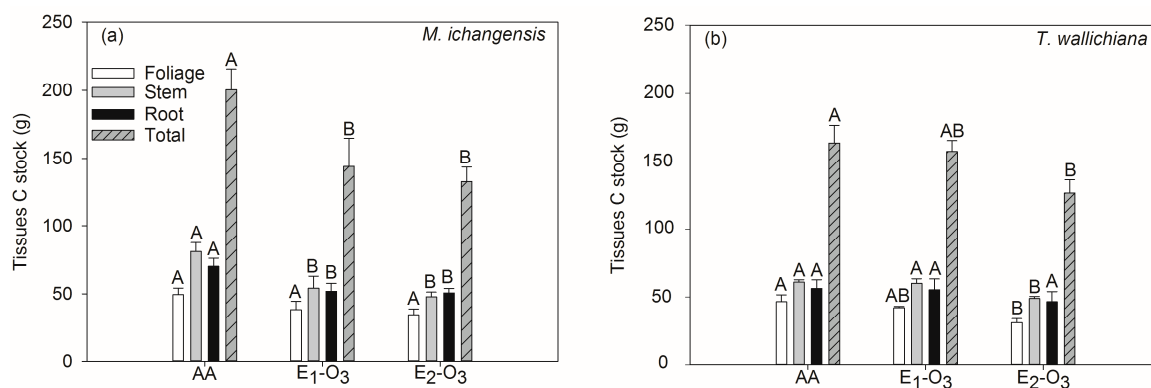 250
(a)
M. ichangensis
Foliage
Stem
Root
Total
200
150
100
50
0
Tissues C stock (g)
A A A A
A B B B
A B B B
AA E1-O3 E2-O3
250
(b)
T. wallichiana
200
150
100
50
0
Tissues C stock (g)
A A A A
AB A A AB
B B A B
AA E1-O3 E2-O3